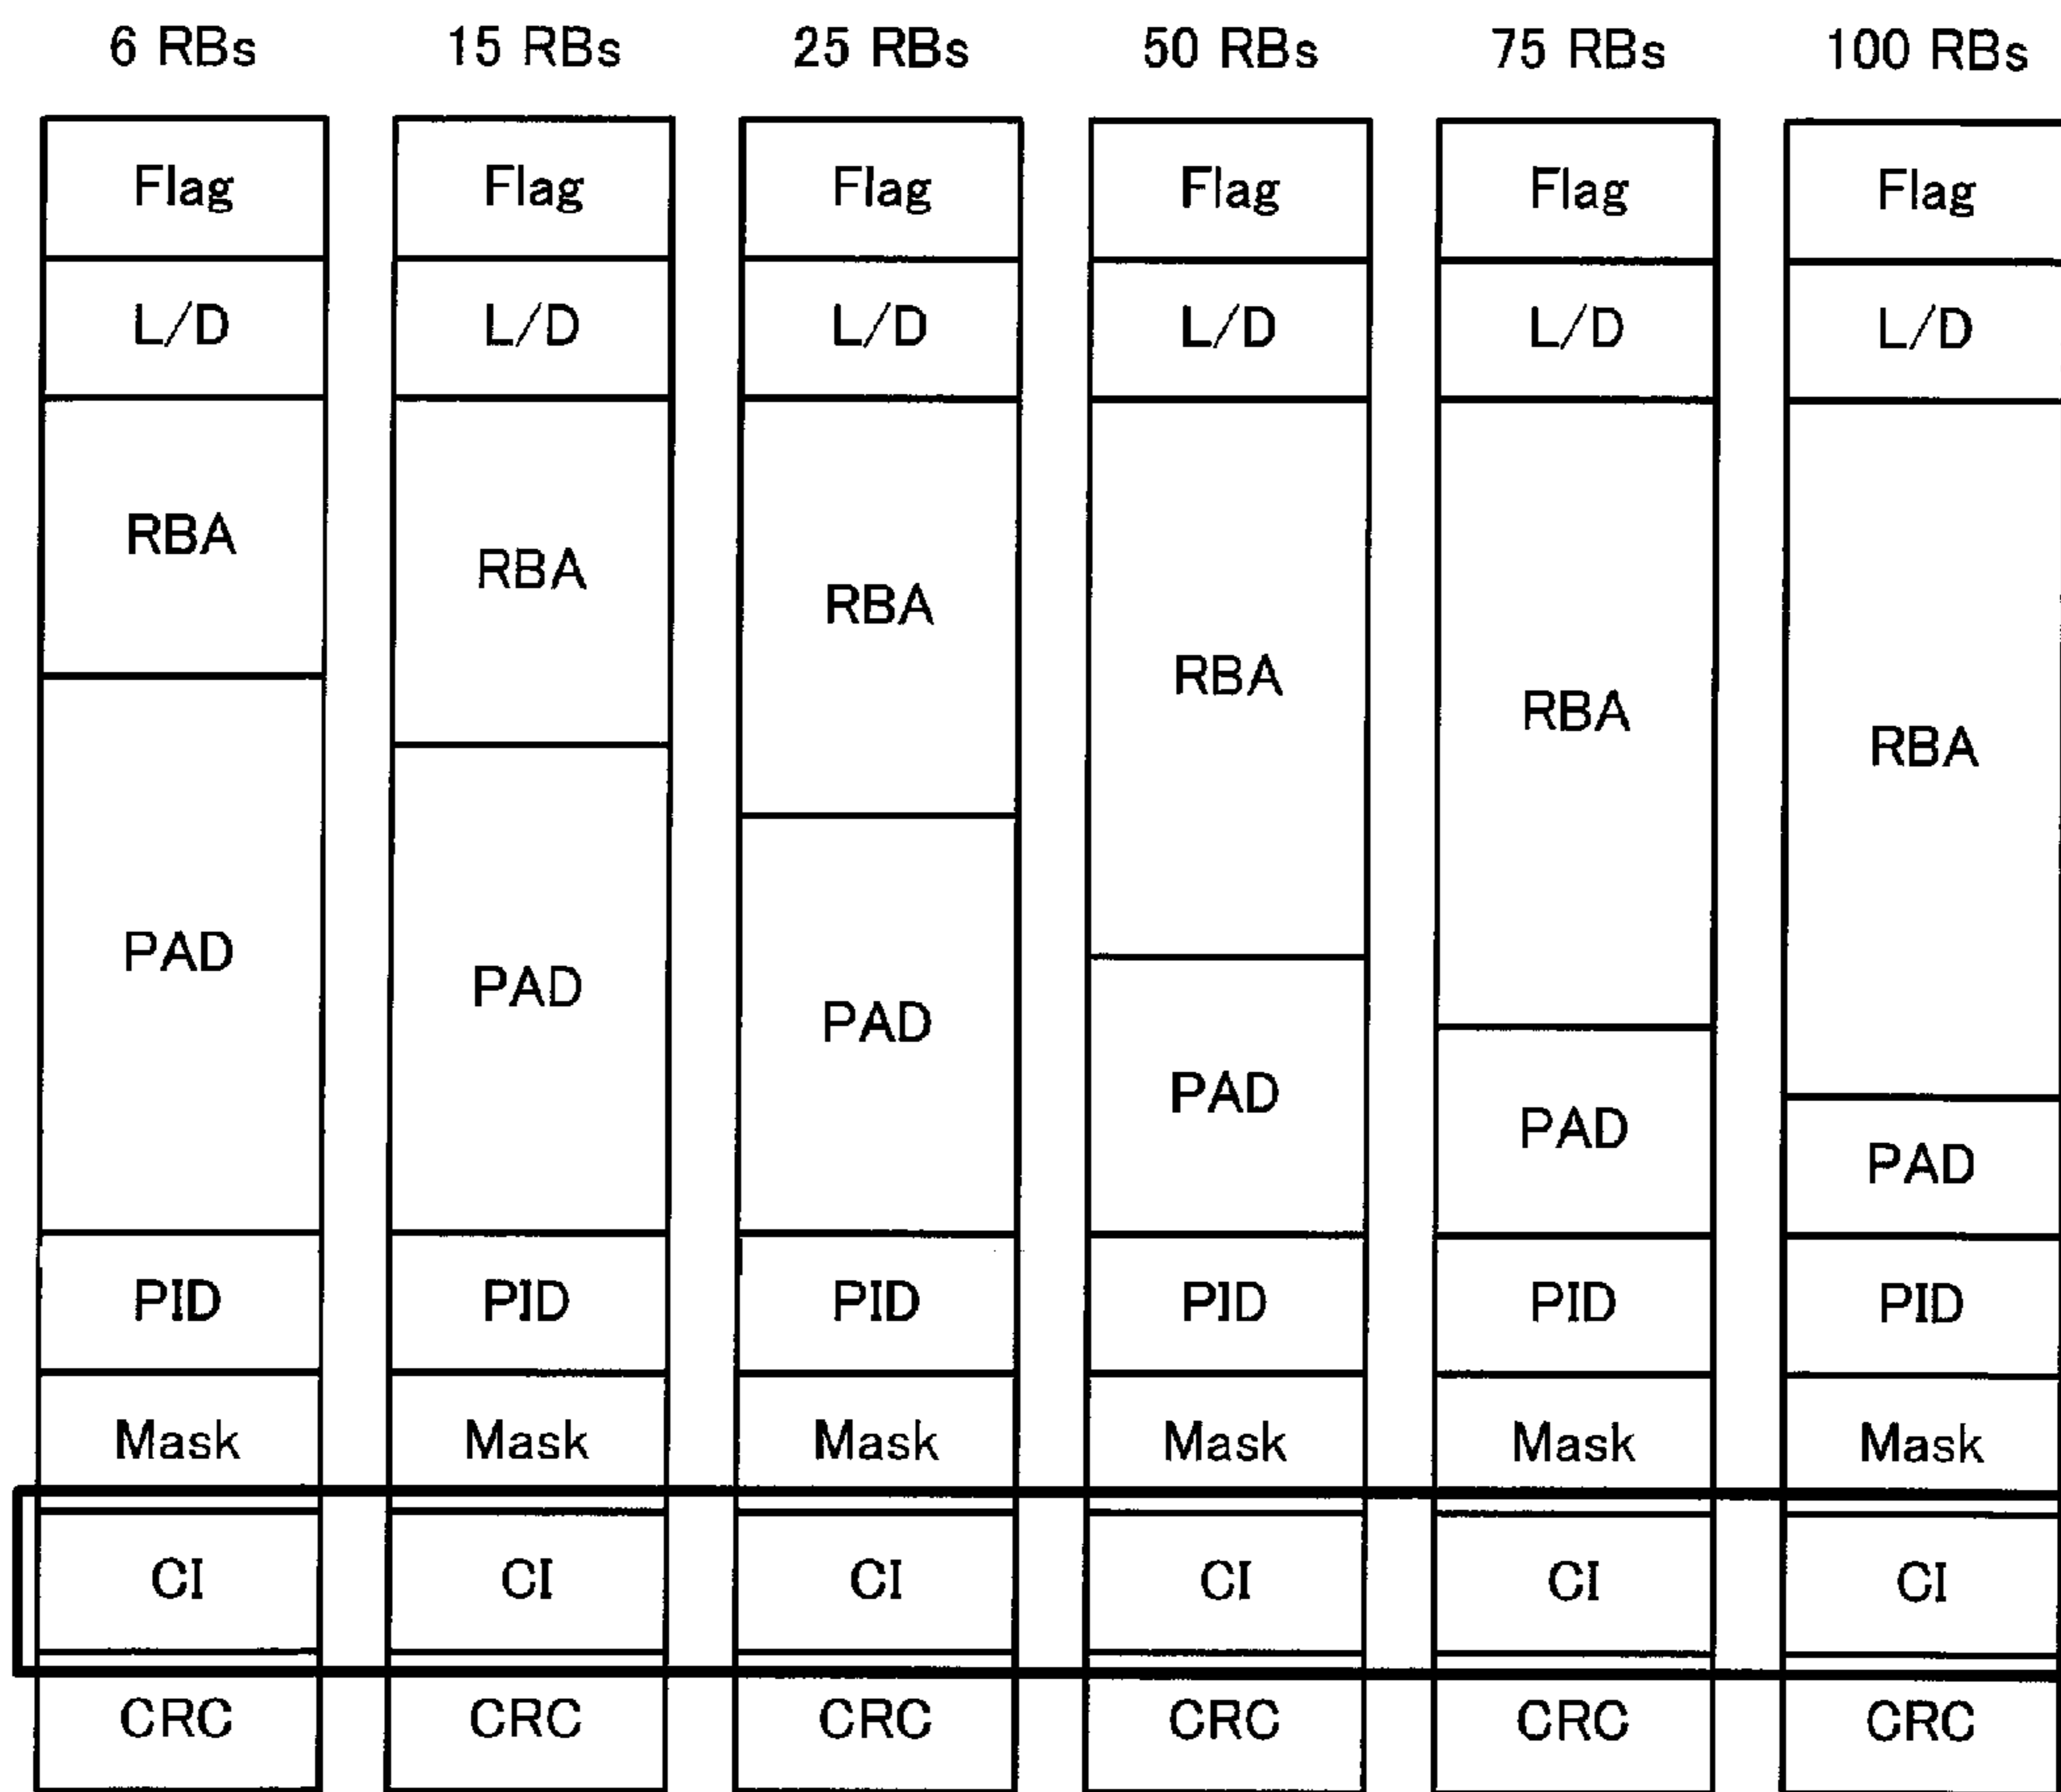 6 RBs 15 RBs 25 RBs 50 RBs 75 RBs 100 RBs
Flag Flag Flag Flag Flag Flag
L/D L/D L/D L/D L/D L/D
RBA RBA RBA RBA RBA RBA
PAD PAD PAD PAD PAD PAD
PID PID PID PID PID PID
Mask Mask Mask Mask Mask Mask
CI CI CI CI CI CI
CRC CRC CRC CRC CRC CRC